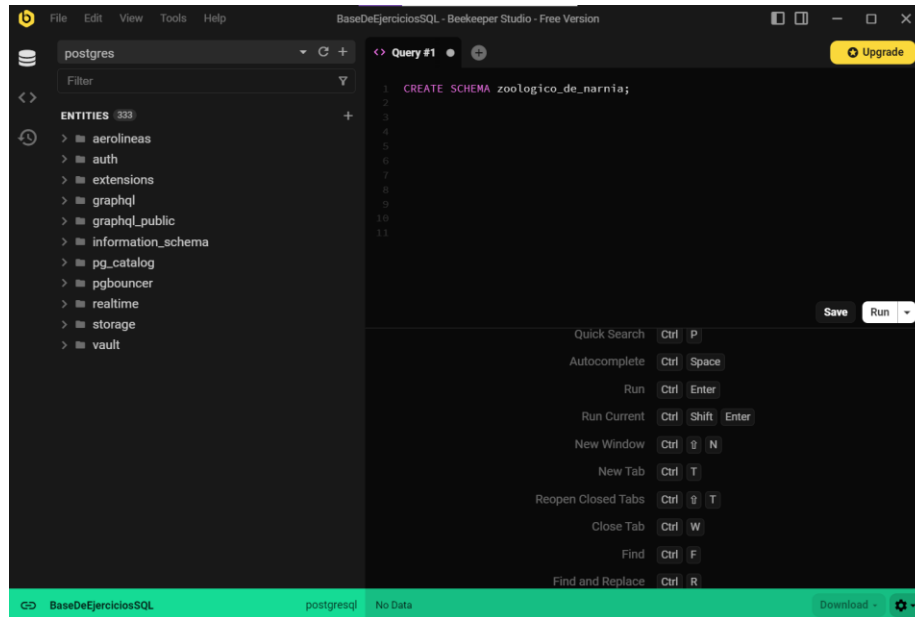 File Edit View Tools Help
BaseDeEjerciciosSQL - Beekeeper Studio - Free Version
postgres
Filter
ENTITIES 333
aerolineas
auth
extensions
graphql
graphql_public
information_schema
pg_catalog
pgbouncer
realtime
storage
vault
<> Query #1
Upgrade
1 CREATE SCHEMA zoologico_de_narnia;
2
3
4
5
6
7
8
9
10
11
Save Run
Quick Search Ctrl P
Autocomplete Ctrl Space
Run Ctrl Enter
Run Current Ctrl Shift Enter
New Window Ctrl ⇧ N
New Tab Ctrl T
Reopen Closed Tabs Ctrl ⇧ T
Close Tab Ctrl W
Find Ctrl F
Find and Replace Ctrl R
BaseDeEjerciciosSQL postgresql No Data Download